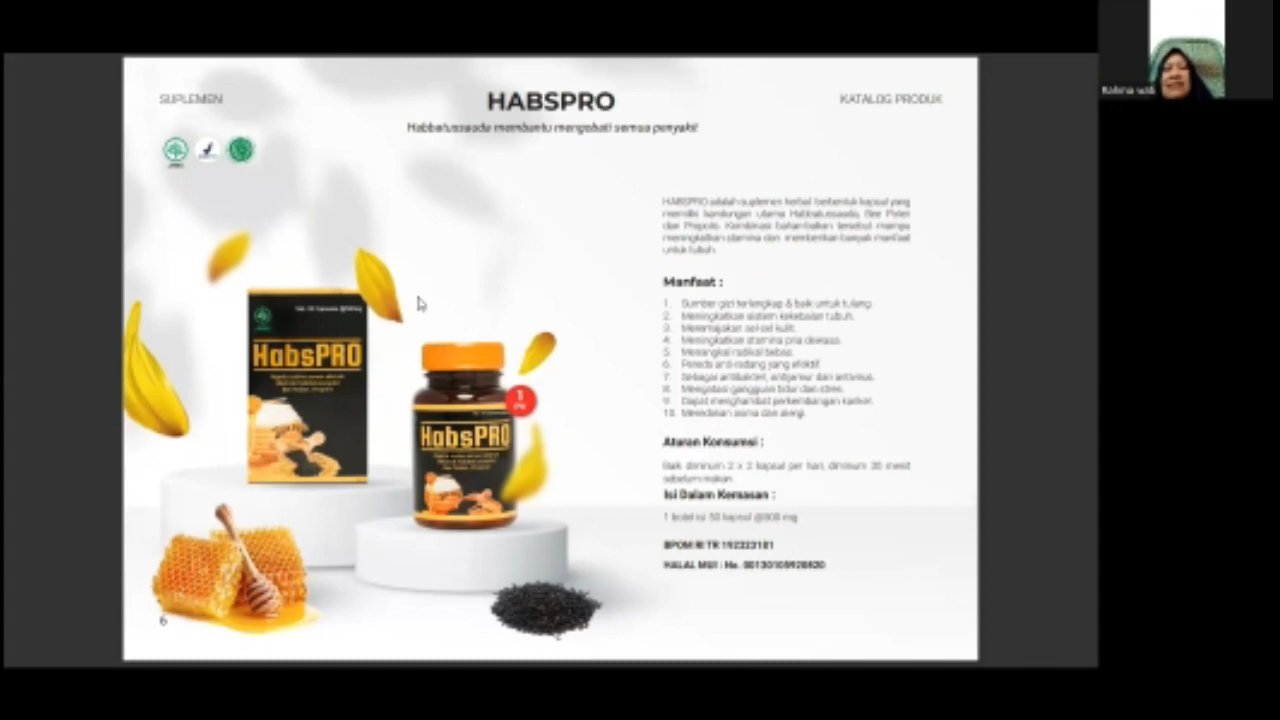 SUPLEMEN
HABSPRO
KATALOG PRODUK
Habbatussauda membantu mengobati semua penyakit
HABSPRO adalah suplemen herbal berbentuk kapsul yang
memiliki kandungan utama Habbatussauda, Bee Polen
dan Propolis. Kombinasi bahan-bahan tersebut mampu
meningkatkan stamina dan memberikan banyak manfaat
untuk tubuh.
Manfaat :
1. Sumber gizi terlengkap & baik untuk tulang.
2. Meningkatkan sistem kekebalan tubuh.
3. Meremajakan sel-sel kulit.
4. Meningkatkan stamina pria dewasa.
5. Menangkal radikal bebas.
6. Pereda anti-radang yang efektif.
7. Sebagai antibakteri, antijamur dan antivirus.
8. Mengatasi gangguan tidur dan stres.
9. Dapat menghambat perkembangan kanker.
10. Meredakan asma dan alergi.
Aturan Konsumsi :
Baik diminum 2 x 2 kapsul per hari, diminum 30 menit
sebelum makan.
Isi Dalam Kemasan :
1 botol isi 50 kapsul @500 mg
BPOM RI TR 192323181
HALAL MUI : No.
HabsPRO
HabsPRO
1
6